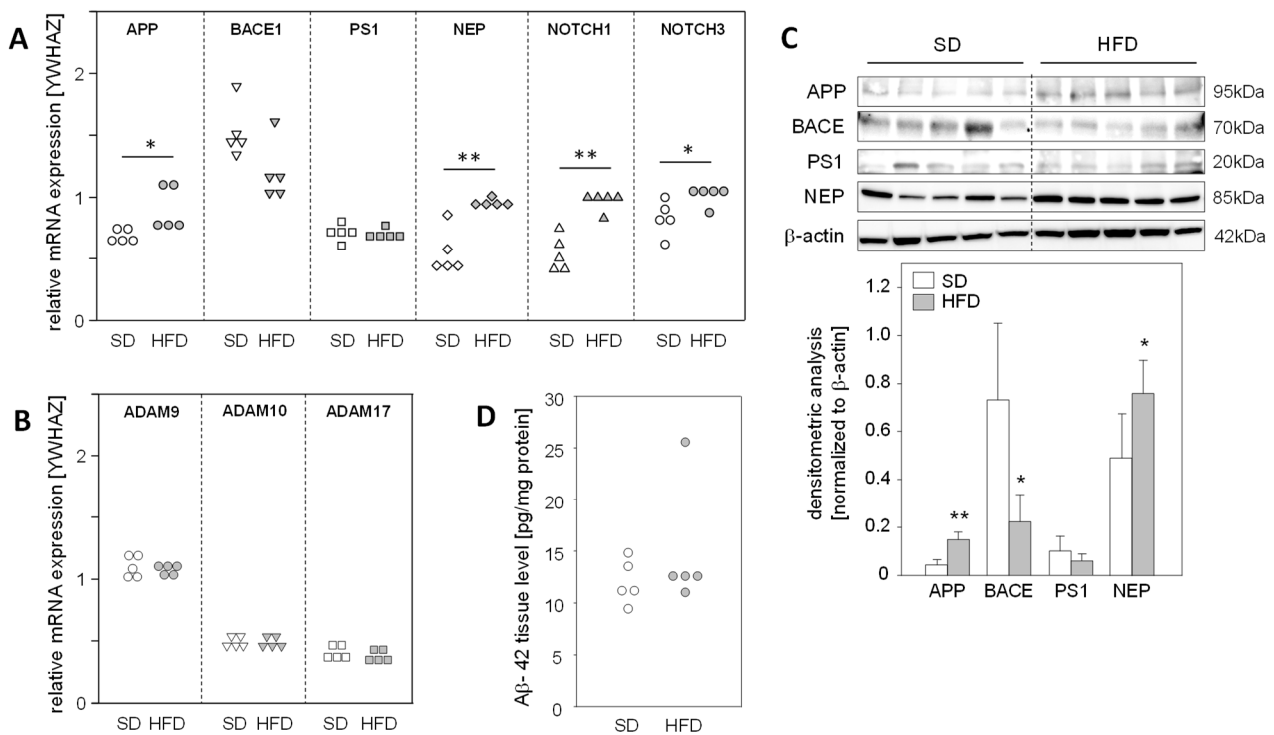 A
APP BACE1 PS1 NEP NOTCH1 NOTCH3
relative mRNA expression [YWHAZ]
2
1
0
* ** ** *
SD HFD SD HFD SD HFD SD HFD SD HFD SD HFD
B
ADAM9 ADAM10 ADAM17
relative mRNA expression [YWHAZ]
2
1
0
SD HFD SD HFD SD HFD
D
Aβ- 42 tissue level [pg/mg protein]
30
25
20
15
10
5
0
SD HFD
C
SD HFD
APP 95kDa
BACE 70kDa
PS1 20kDa
NEP 85kDa
β-actin 42kDa
densitometric analysis
[normalized to β-actin]
SD
HFD
1.2
1.0
0.8
0.6
0.4
0.2
0
** * *
APP BACE PS1 NEP